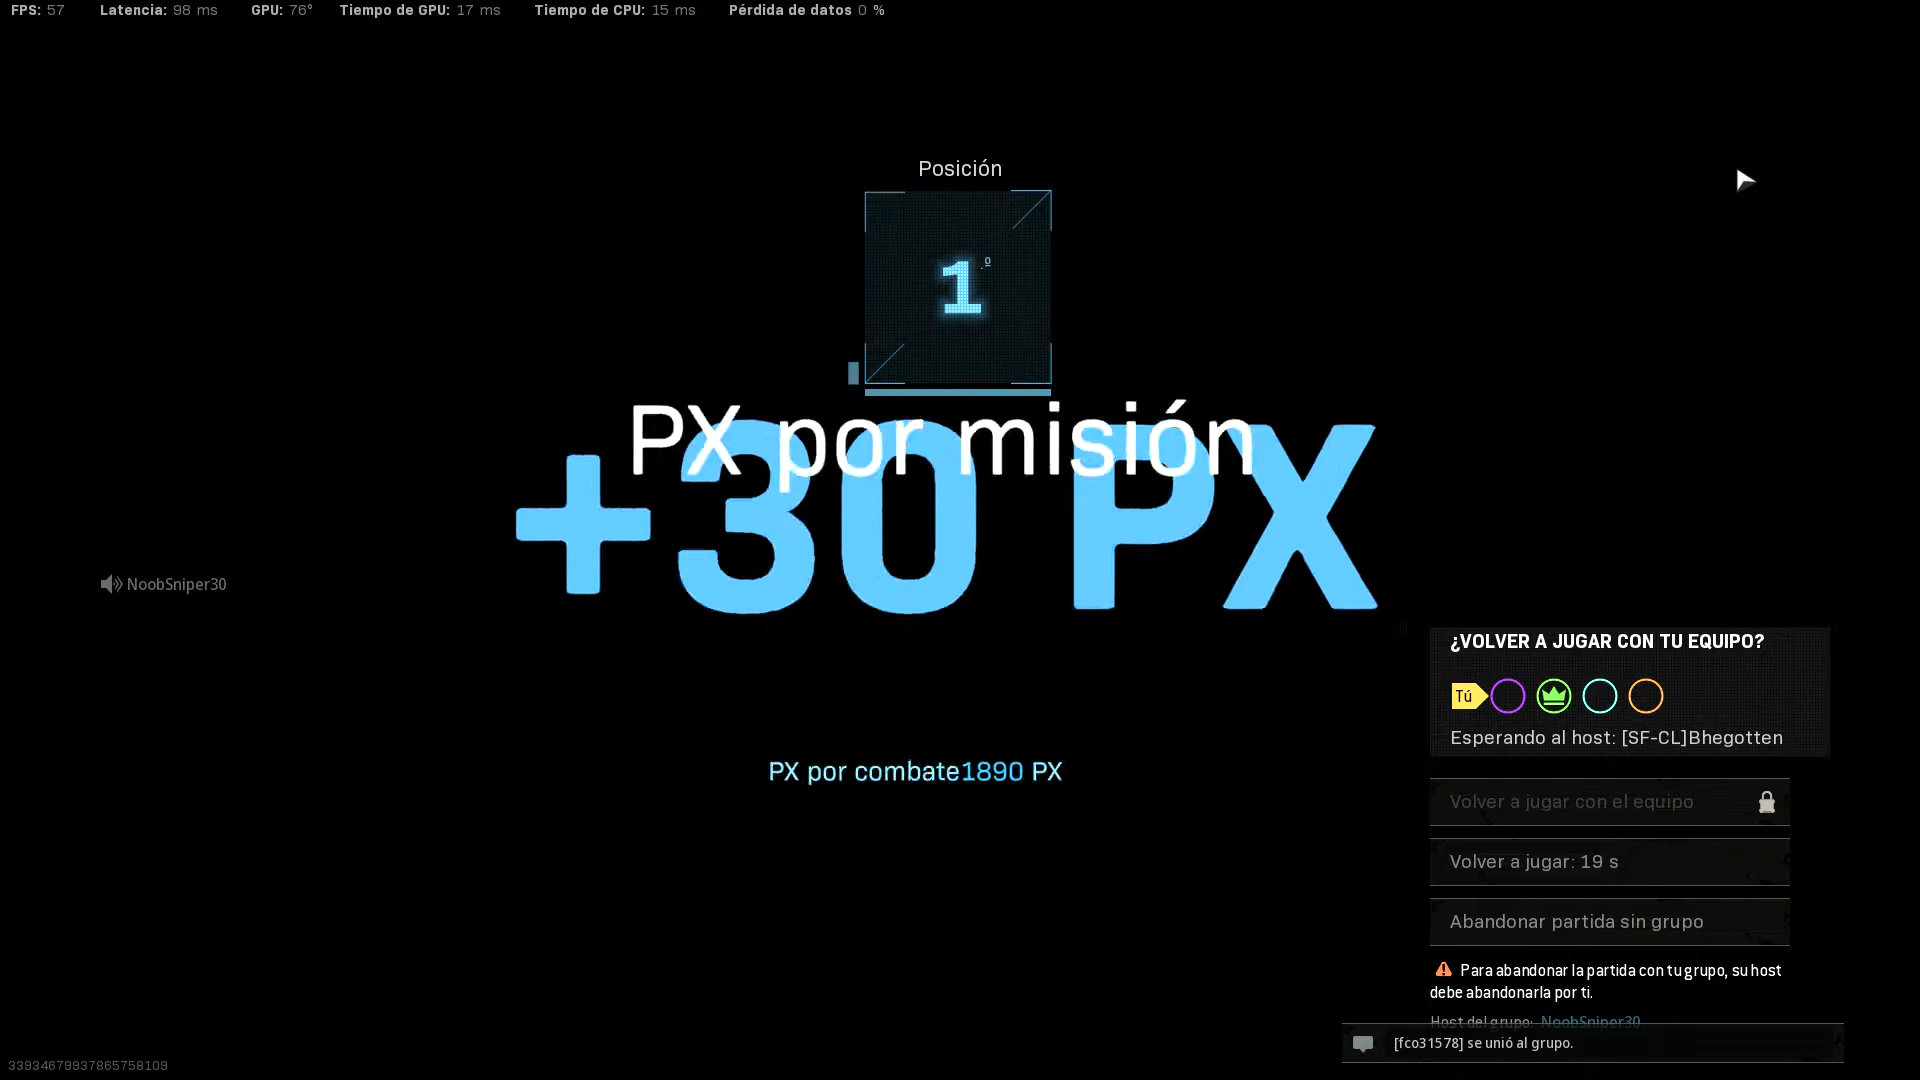 FPS: 57 Latencia: 98 ms GPU: 76° Tiempo de GPU: 17 ms Tiempo de CPU: 15 ms Pérdida de datos 0 %
Posición
1.º
PX por misión
+30 PX
NoobSniper30
PX por combate1890 PX
¿VOLVER A JUGAR CON TU EQUIPO?
Tú
Esperando al host: [SF-CL]Bhegotten
Volver a jugar con el equipo
Volver a jugar: 19 s
Abandonar partida sin grupo
Para abandonar la partida con tu grupo, su host
debe abandonarla por ti.
Host del grupo: NoobSniper30
[fco31578] se unió al grupo.
33934679937865758109